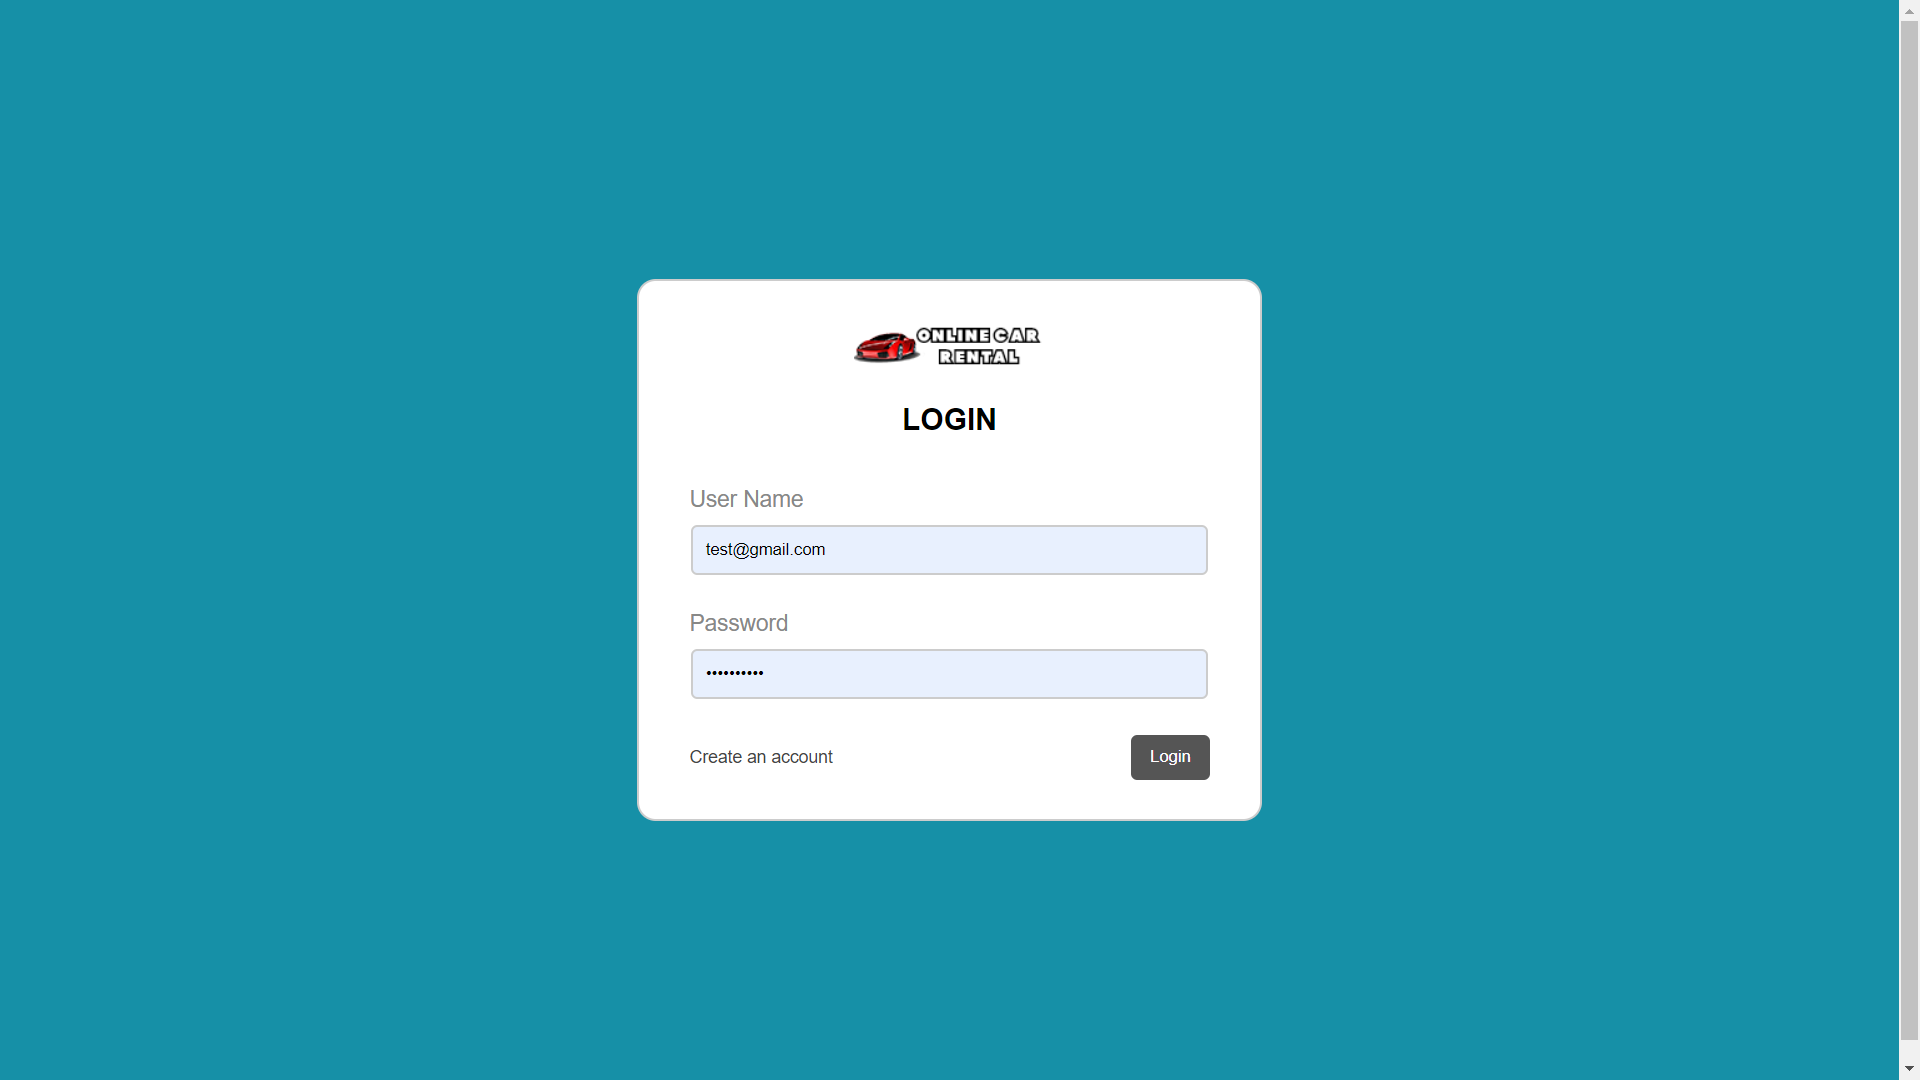 ONLINE CAR
RENTAL
LOGIN
User Name
test@gmail.com
Password
••••••••••
Create an account
Login